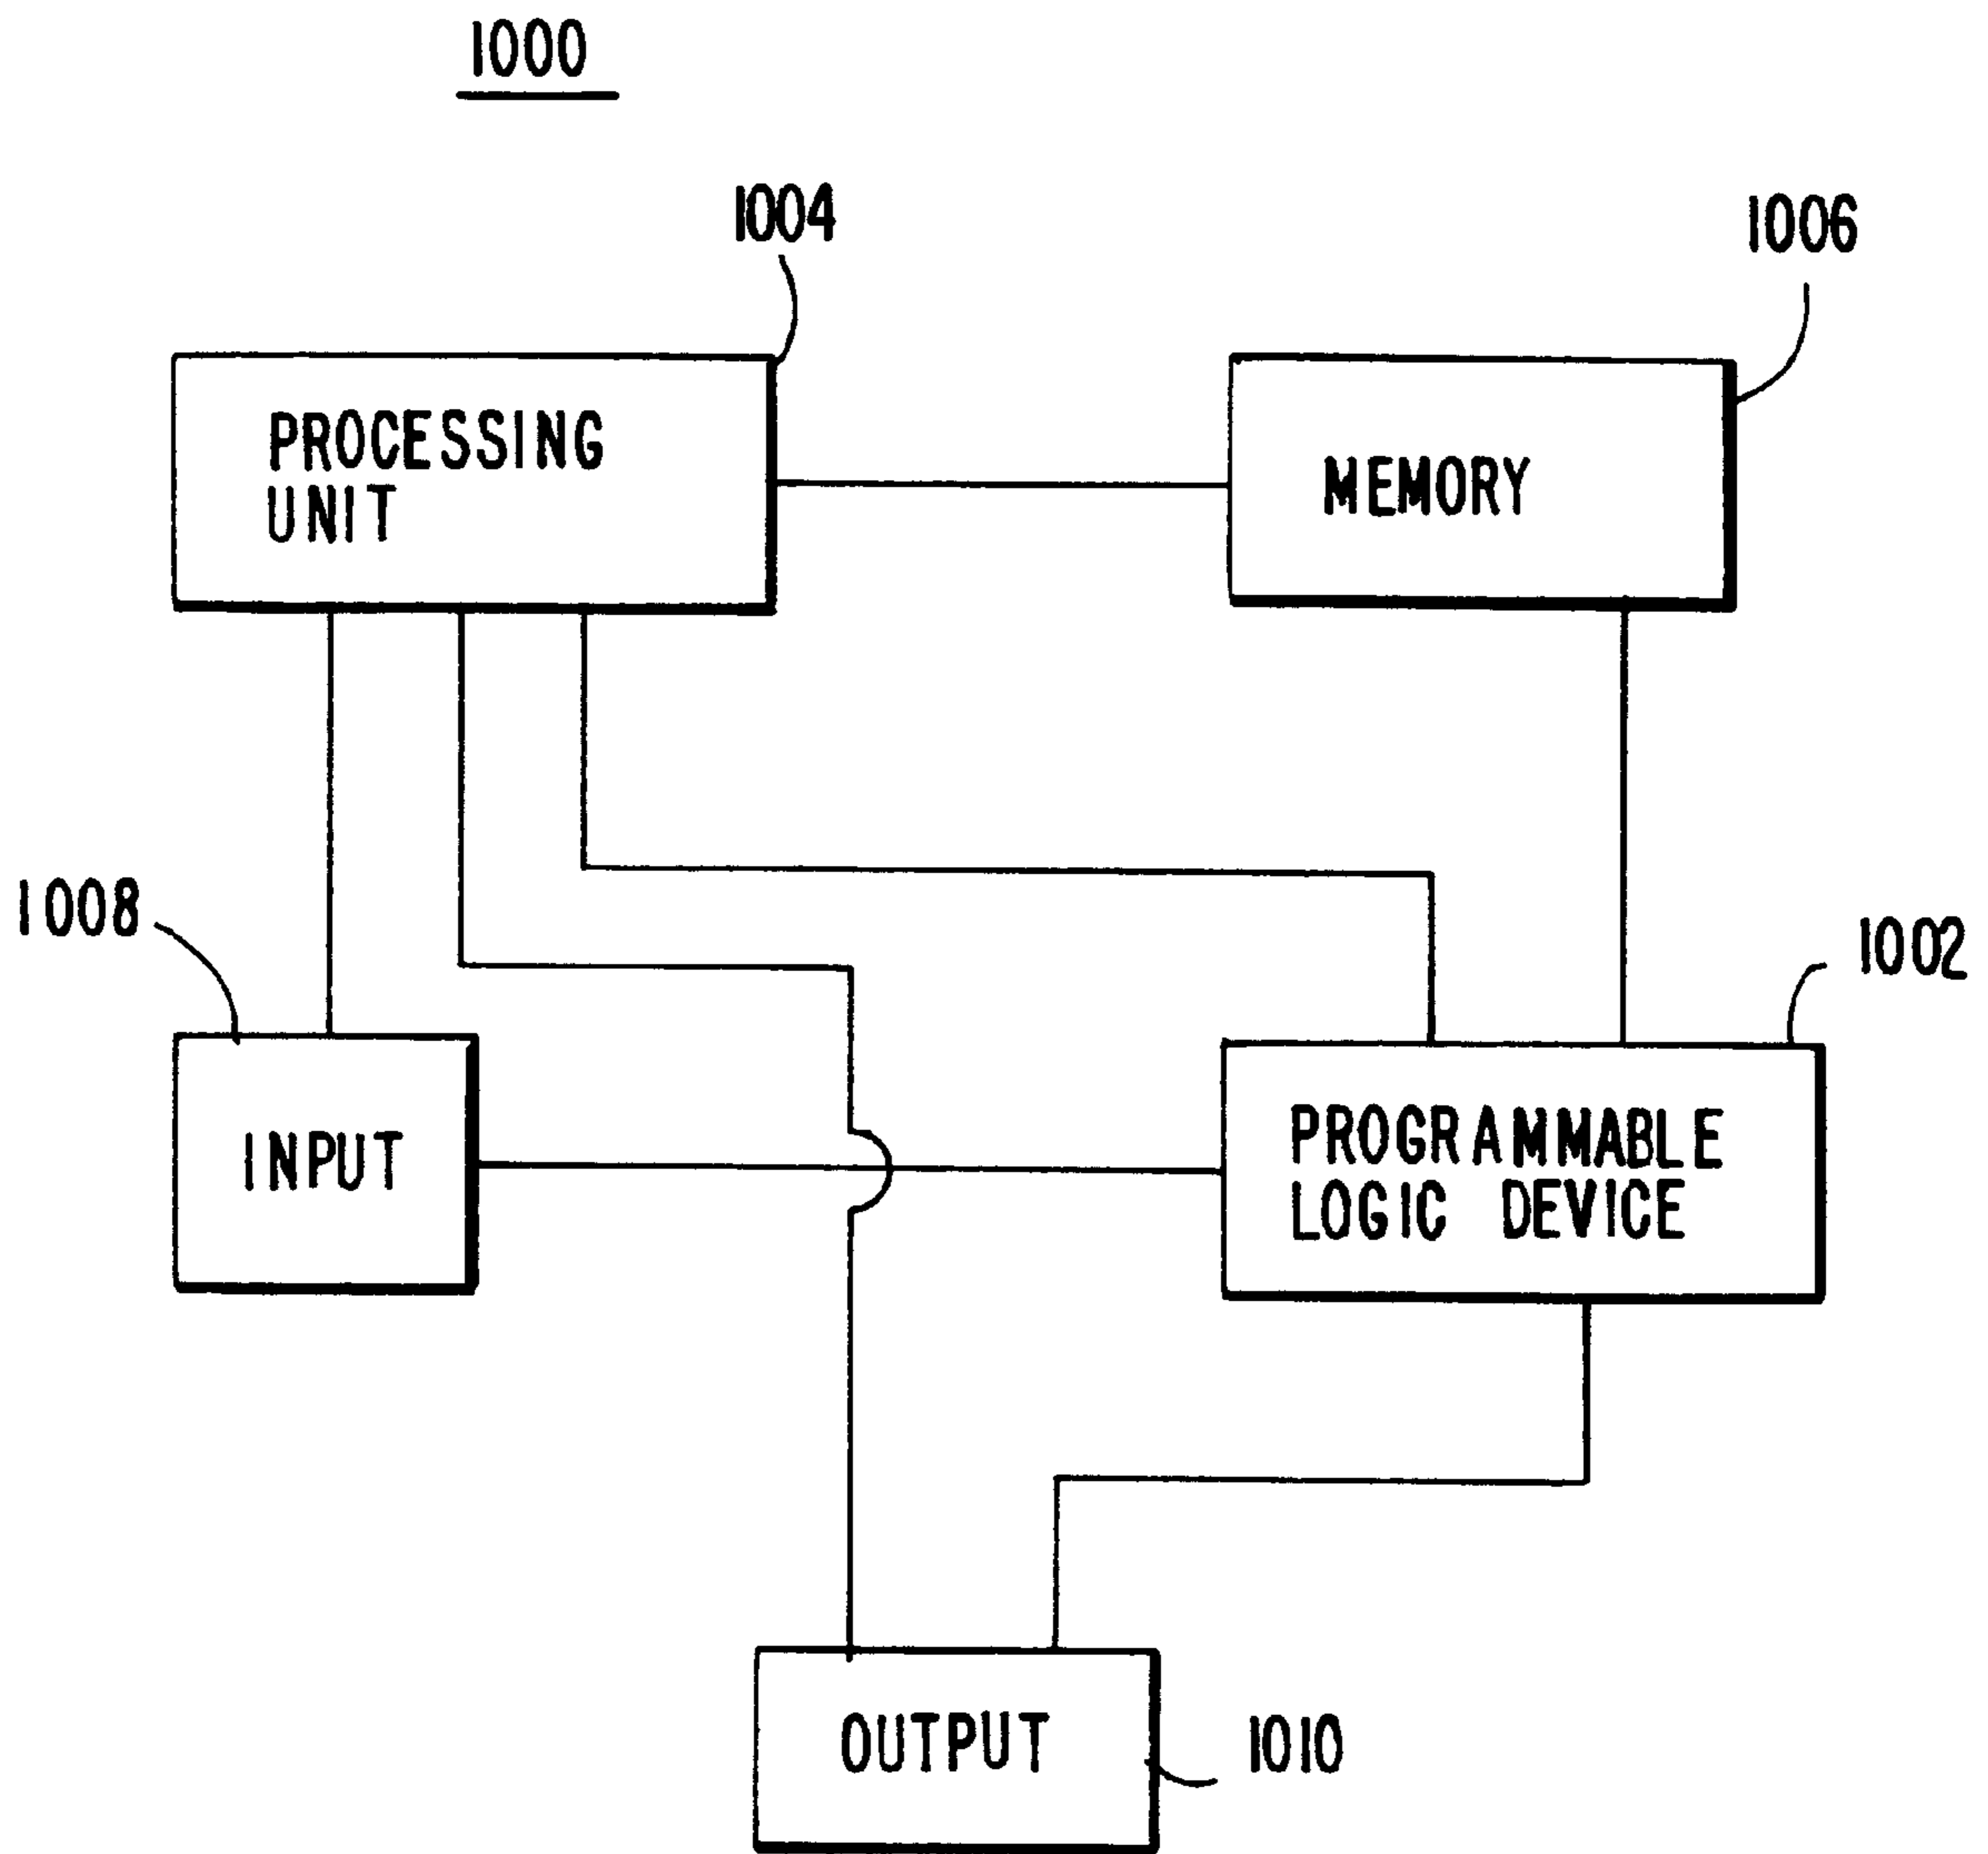 1000
1004
1006
PROCESSING
UNIT
MEMORY
1008
1002
INPUT
PROGRAMMABLE
LOGIC DEVICE
OUTPUT
1010